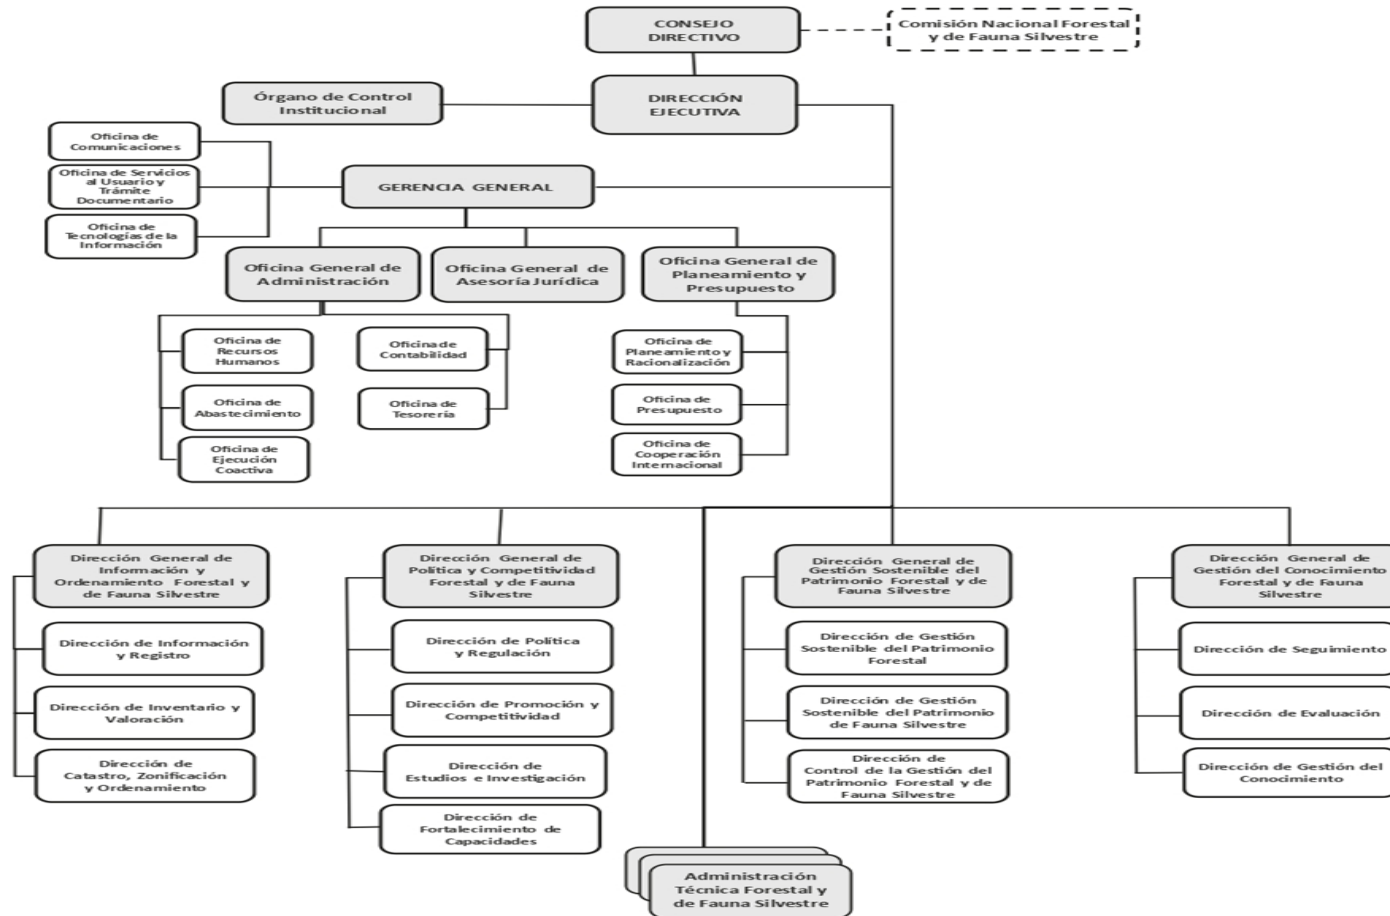 CONSEJO
DIRECTIVO
Comisión Nacional Forestal
y de Fauna Silvestre
Órgano de Control
Institucional
DIRECCIÓN
EJECUTIVA
Oficina de
Comunicaciones
Oficina de Servicios
al Usuario y
Trámite
Documentario
Oficina de
Tecnologías de la
Información
GERENCIA GENERAL
Oficina General de
Administración
Oficina General de
Asesoría Jurídica
Oficina General de
Planeamiento y
Presupuesto
Oficina de
Recursos
Humanos
Oficina de
Contabilidad
Oficina de
Planeamiento y
Racionalización
Oficina de
Abastecimiento
Oficina de
Tesorería
Oficina de
Presupuesto
Oficina de
Ejecución
Coactiva
Oficina de
Cooperación
Internacional
Dirección General de
Información y
Ordenamiento Forestal y
de Fauna Silvestre
Dirección de Información
y Registro
Dirección de Inventario y
Valoración
Dirección de
Catastro, Zonificación
y Ordenamiento
Dirección General de
Política y Competitividad
Forestal y de Fauna
Silvestre
Dirección de Política
y Regulación
Dirección de Promoción y
Competitividad
Dirección de
Estudios e Investigación
Dirección de
Fortalecimiento de
Capacidades
Dirección General de
Gestión Sostenible del
Patrimonio Forestal y de
Fauna Silvestre
Dirección de Gestión
Sostenible del Patrimonio
Forestal
Dirección de Gestión
Sostenible del Patrimonio
de Fauna Silvestre
Dirección de
Control de la Gestión del
Patrimonio Forestal y de
Fauna Silvestre
Dirección General de
Gestión del Conocimiento
Forestal y de Fauna
Silvestre
Dirección de Seguimiento
Dirección de Evaluación
Dirección de Gestión del
Conocimiento
Administración
Técnica Forestal y
de Fauna Silvestre